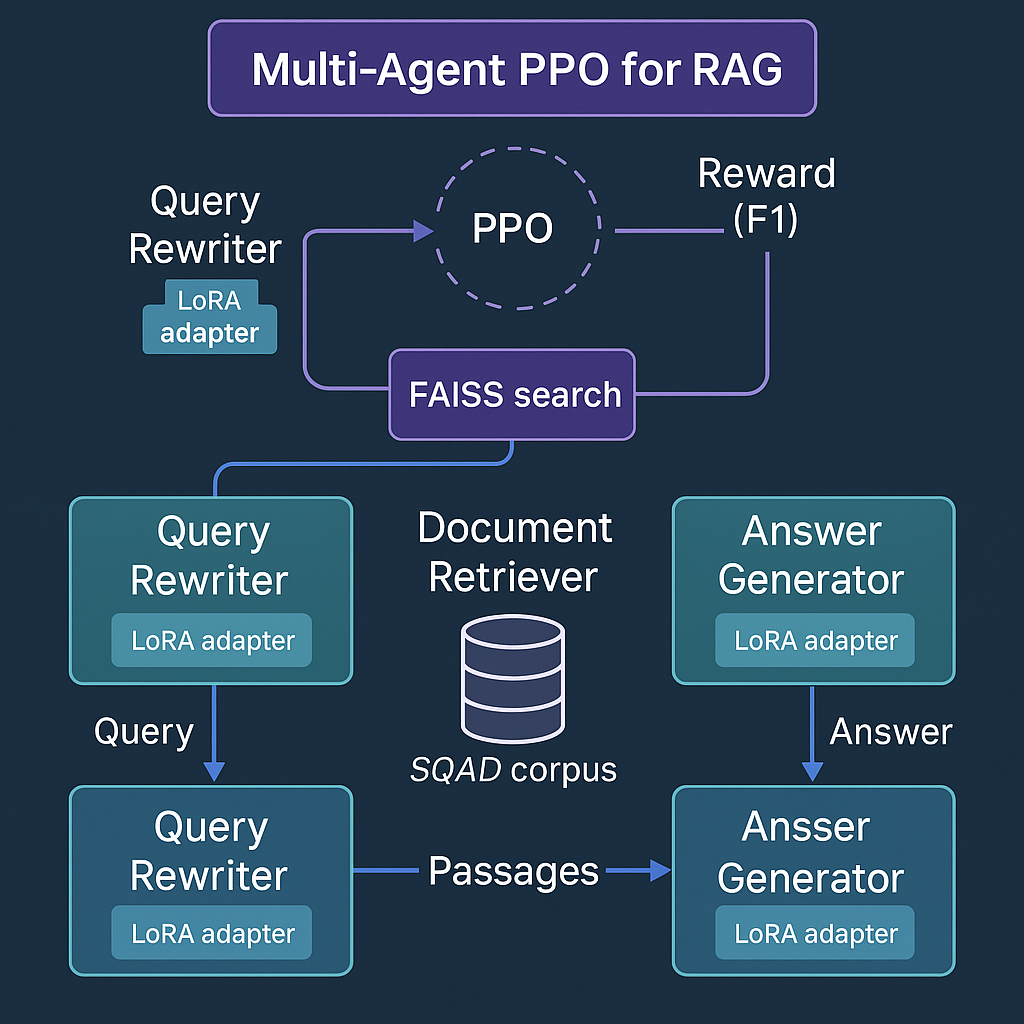 Multi-Agent PPO for RAG
Query
Rewriter
LoRA
adapter
PPO
Reward
(F1)
FAISS search
Query
Rewriter
LoRA adapter
Document
Retriever
SQAD corpus
Answer
Generator
LoRA adapter
Query
Answer
Query
Rewriter
LoRA adapter
Passages
Ansser
Generator
LoRA adapter